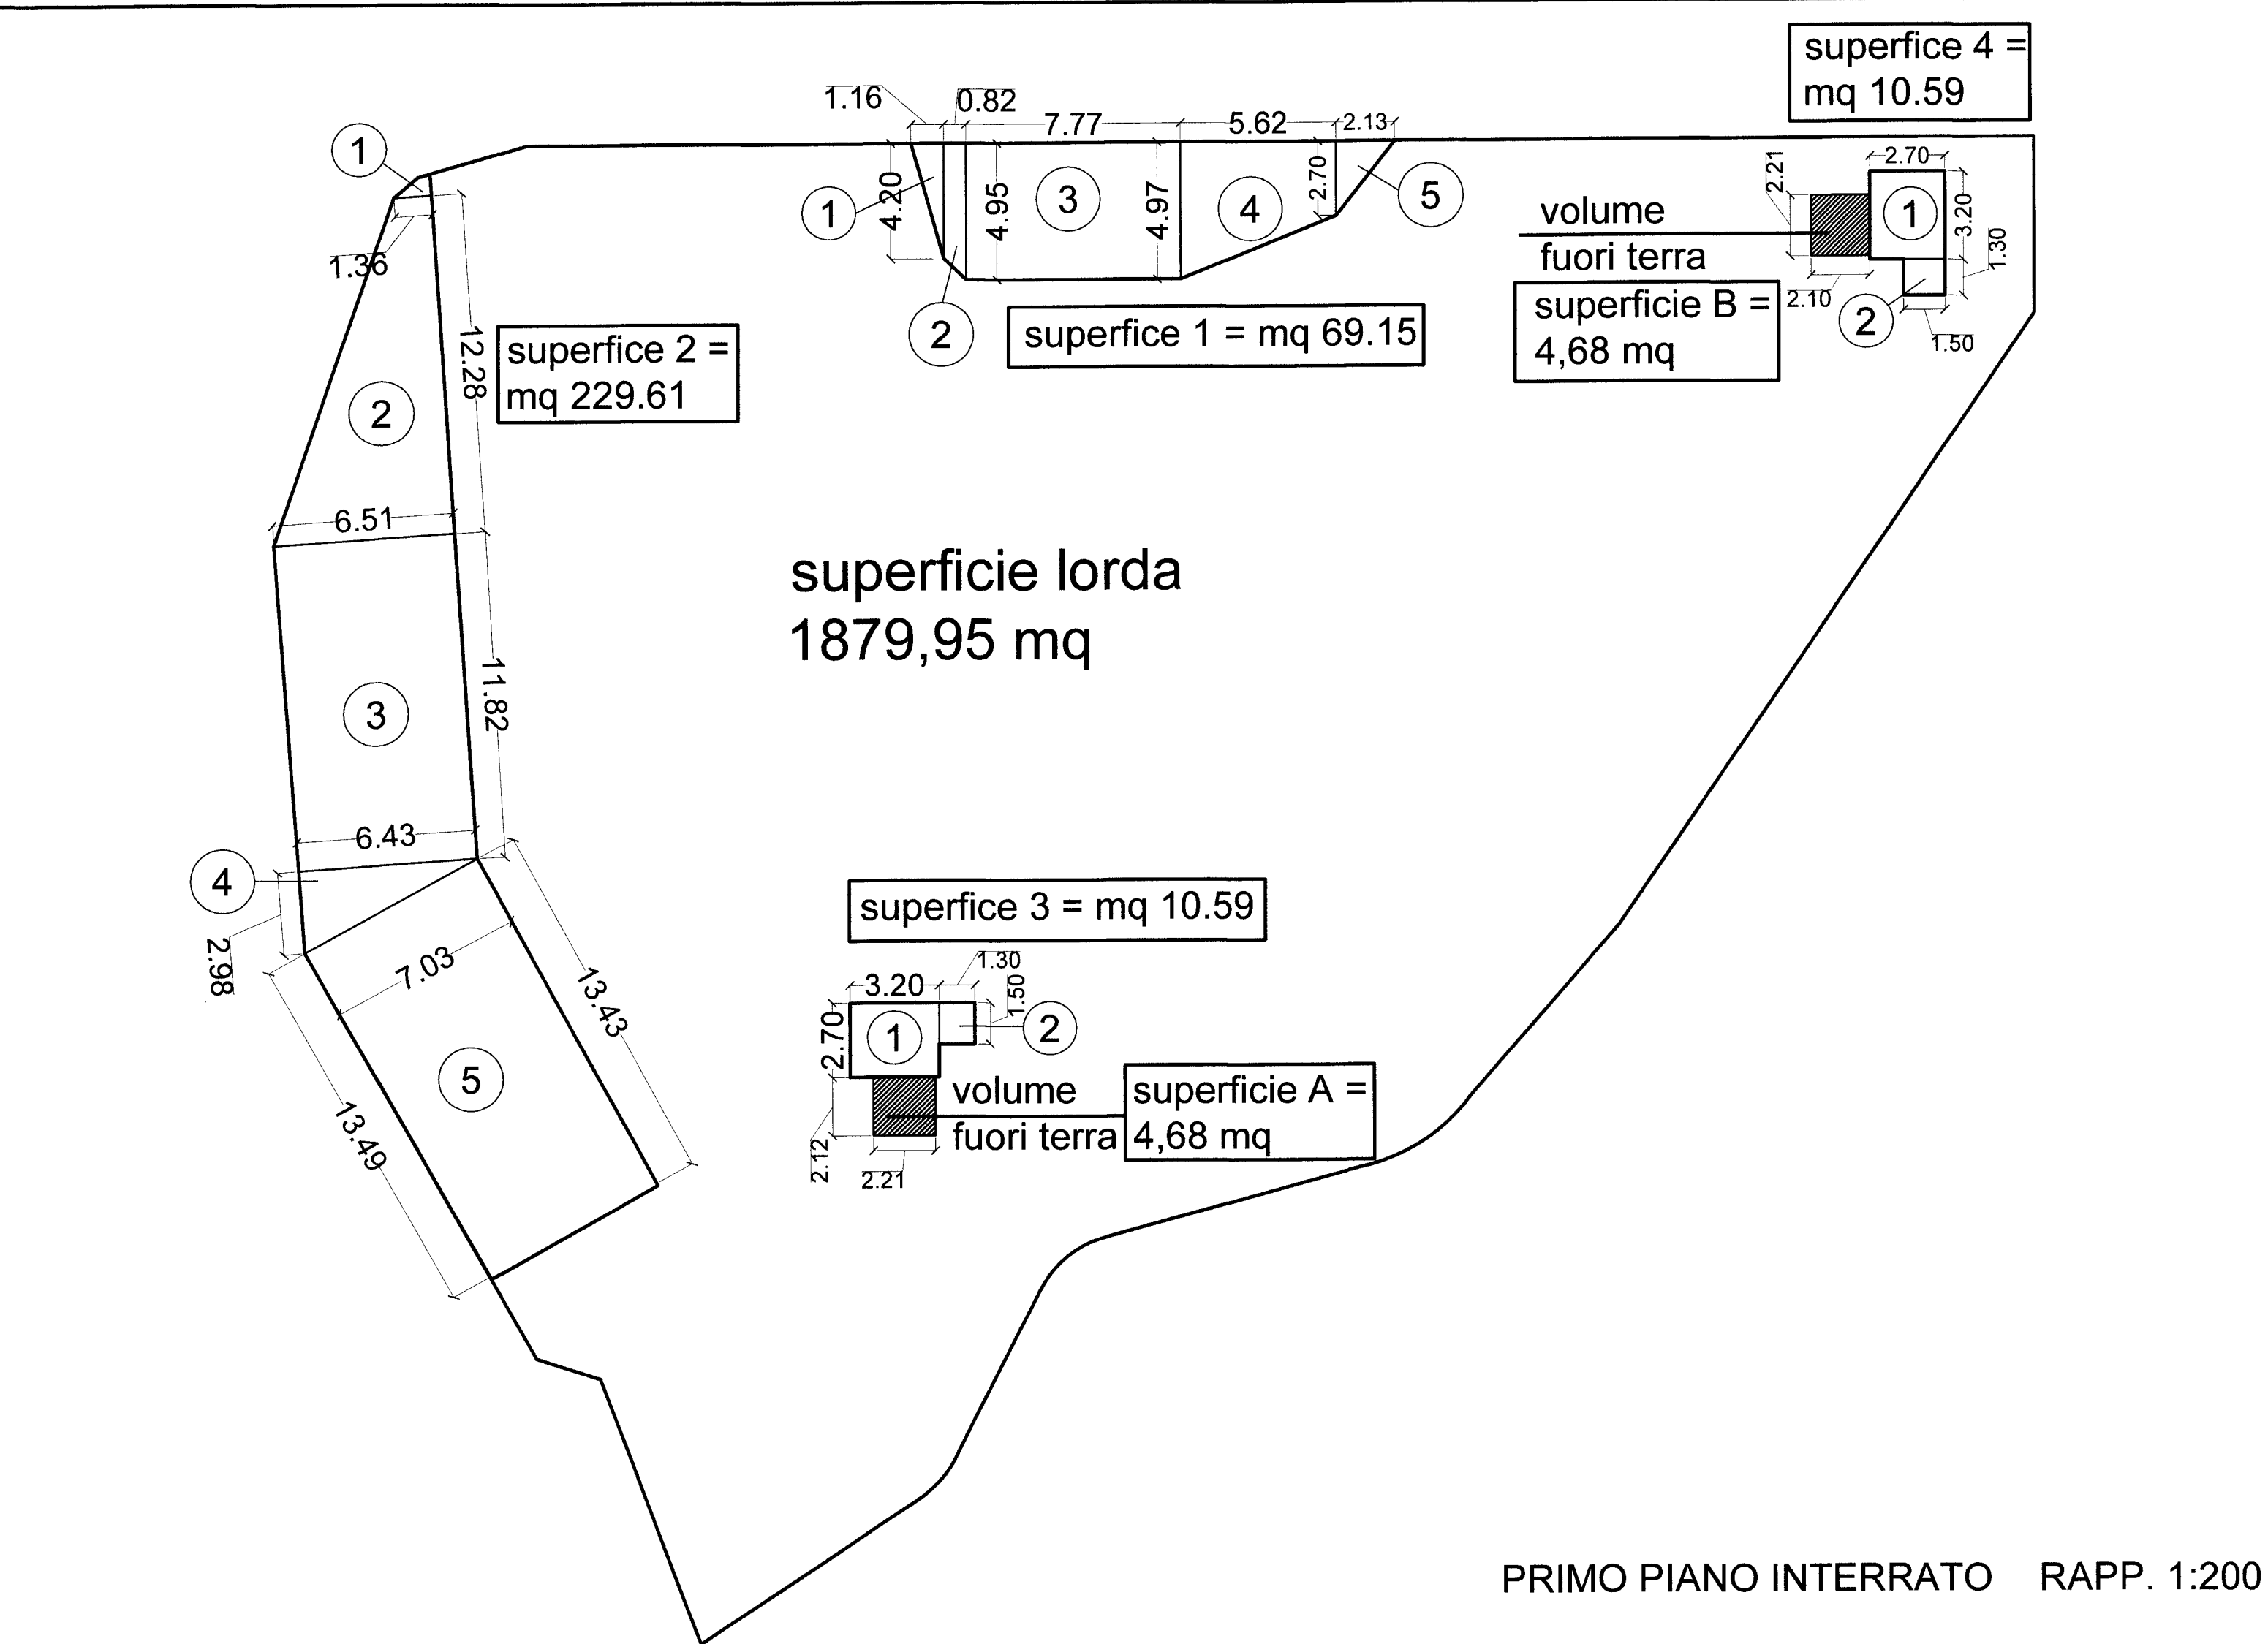 superfice 4 =
mq 10.59
1.16
0.82
7.77
5.62
2.13
1
4.20
4.95
3
4.97
4
2.70
5
1
2
superfice 1 = mq 69.15
2.21
2.70
1
3.20
1.30
volume
fuori terra
superficie B =
4,68 mq
2.10
2
1.50
1.36
12.28
superfice 2 =
mq 229.61
2
6.51
superficie lorda
1879,95 mq
11.82
3
6.43
4
2.98
7.03
13.43
5
13.49
superfice 3 = mq 10.59
1.30
3.20
1.50
2.70
1
2
volume
fuori terra
superficie A =
4,68 mq
2.12
2.21
PRIMO PIANO INTERRATO RAPP. 1:200